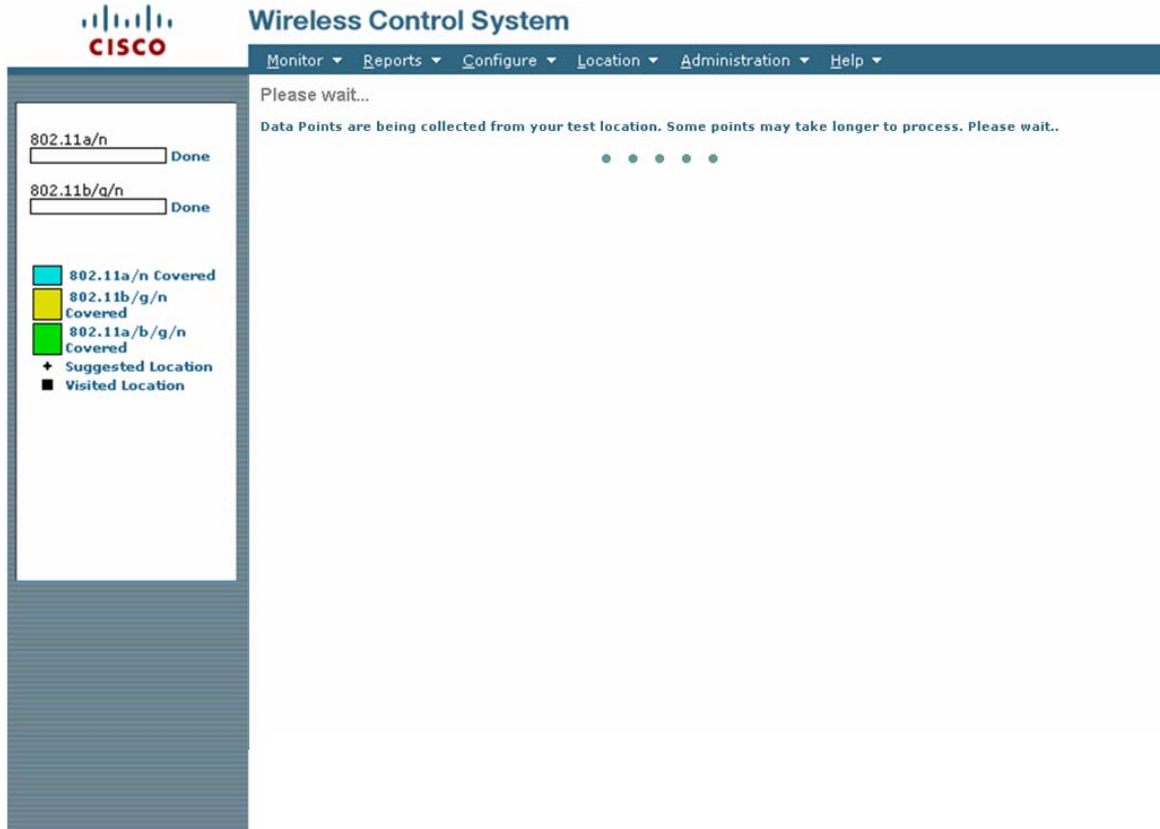 CISCO
Wireless Control System
Monitor Reports Configure Location Administration Help
Please wait...
Data Points are being collected from your test location. Some points may take longer to process. Please wait..
802.11a/n
Done
802.11b/g/n
Done
802.11a/n Covered
802.11b/g/n
Covered
802.11a/b/g/n
Covered
Suggested Location
Visited Location